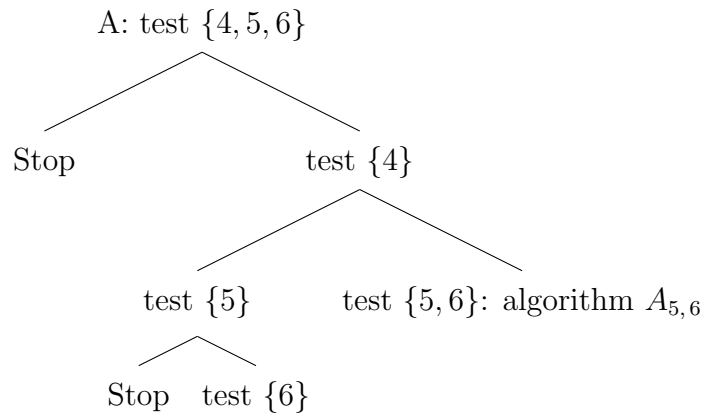 A: test {4, 5, 6}
Stop
test {4}
test {5}
test {5, 6}: algorithm A5,6
Stop
test {6}